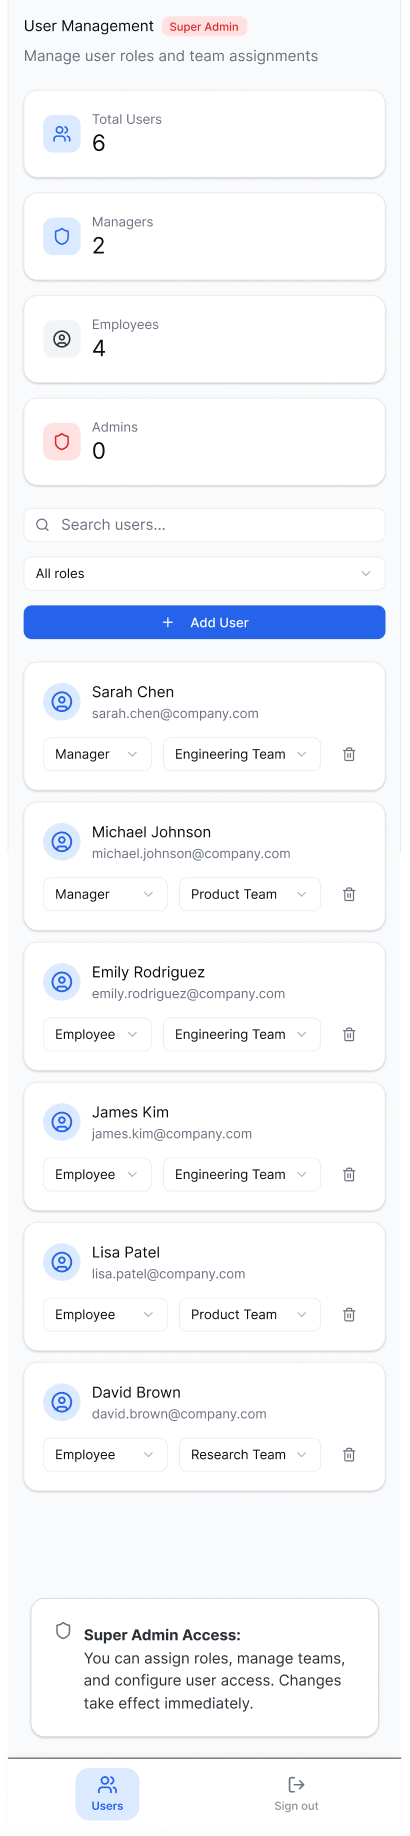 User Management Super Admin
Manage user roles and team assignments
Total Users
6
Managers
2
Employees
4
Admins
0
Search users...
All roles
+ Add User
Sarah Chen
sarah.chen@company.com
Manager Engineering Team
Michael Johnson
michael.johnson@company.com
Manager Product Team
Emily Rodriguez
emily.rodriguez@company.com
Employee Engineering Team
James Kim
james.kim@company.com
Employee Engineering Team
Lisa Patel
lisa.patel@company.com
Employee Product Team
David Brown
david.brown@company.com
Employee Research Team
Super Admin Access:
You can assign roles, manage teams,
and configure user access. Changes
take effect immediately.
Users Sign out